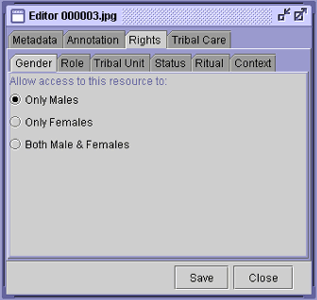 Editor 000003.jpg
Metadata Annotation Rights Tribal Care
Gender Role Tribal Unit Status Ritual Context
Allow access to this resource to:
Only Males
Only Females
Both Male & Females
Save Close